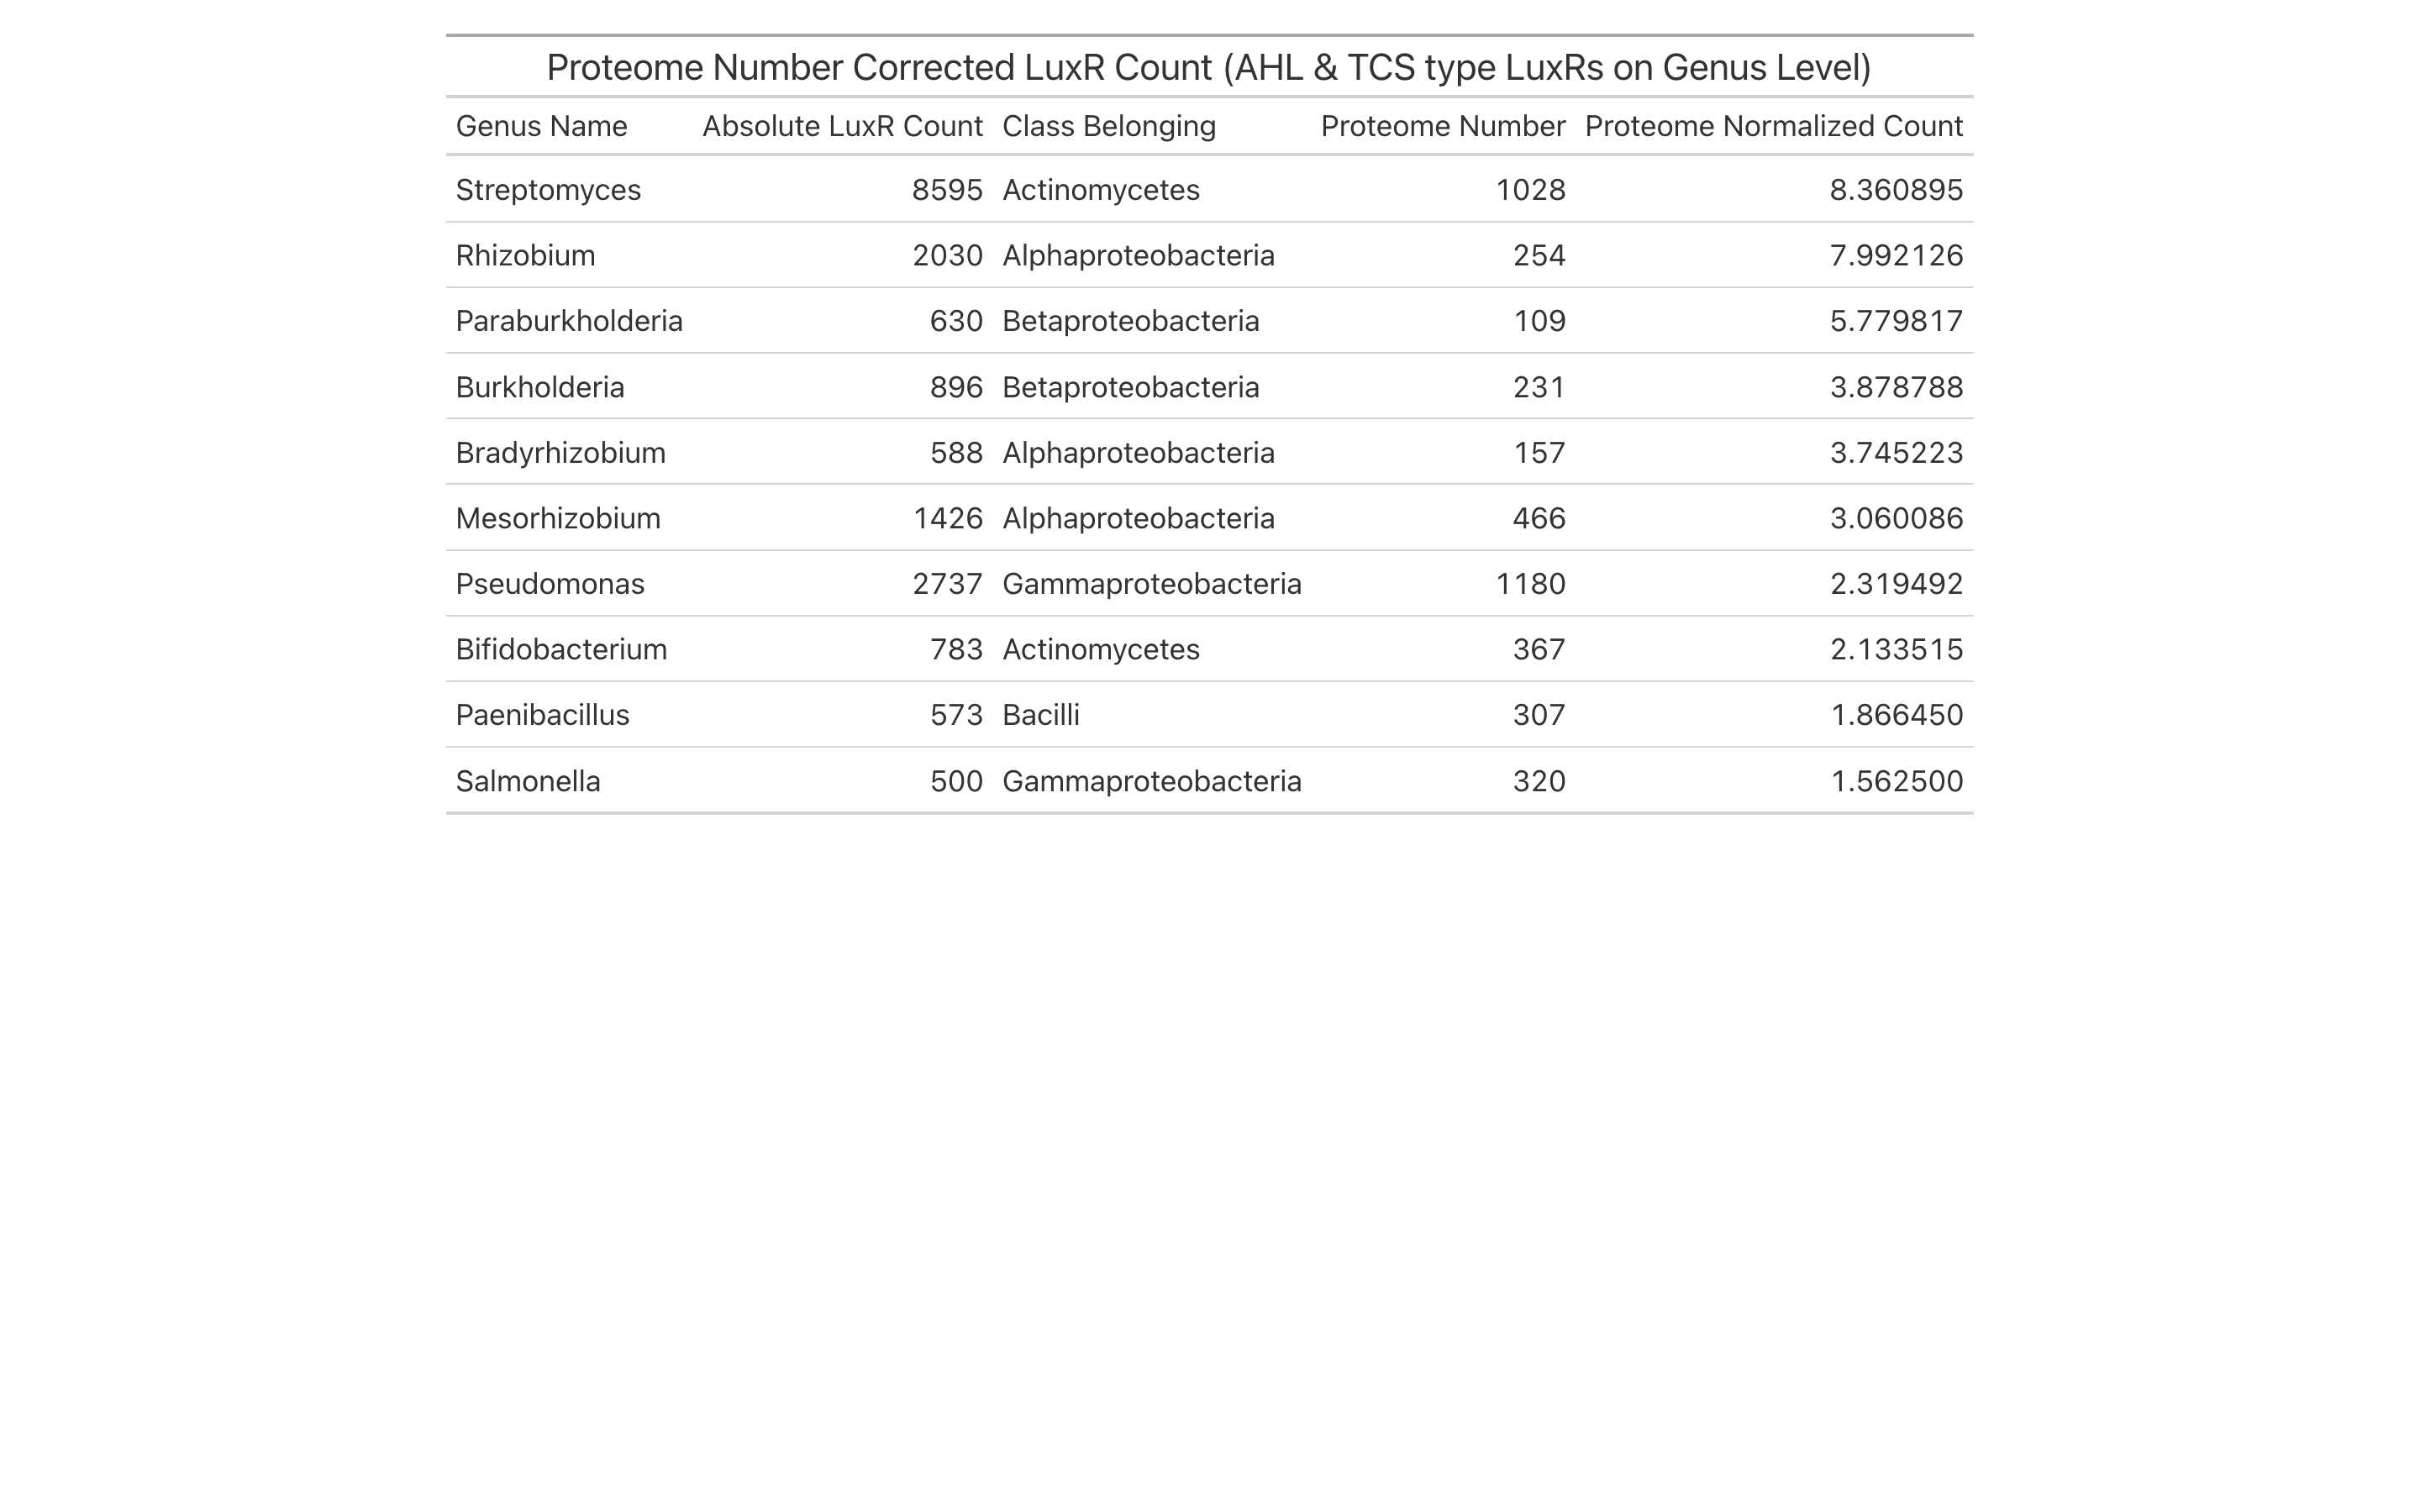 Proteome Number Corrected LuxR Count (AHL & TCS type LuxRs on Genus Level)
Genus Name Absolute LuxR Count Class Belonging Proteome Number Proteome Normalized Count
Streptomyces 8595 Actinomycetes 1028 8.360895
Rhizobium 2030 Alphaproteobacteria 254 7.992126
Paraburkholderia 630 Betaproteobacteria 109 5.779817
Burkholderia 896 Betaproteobacteria 231 3.878788
Bradyrhizobium 588 Alphaproteobacteria 157 3.745223
Mesorhizobium 1426 Alphaproteobacteria 466 3.060086
Pseudomonas 2737 Gammaproteobacteria 1180 2.319492
Bifidobacterium 783 Actinomycetes 367 2.133515
Paenibacillus 573 Bacilli 307 1.866450
Salmonella 500 Gammaproteobacteria 320 1.562500